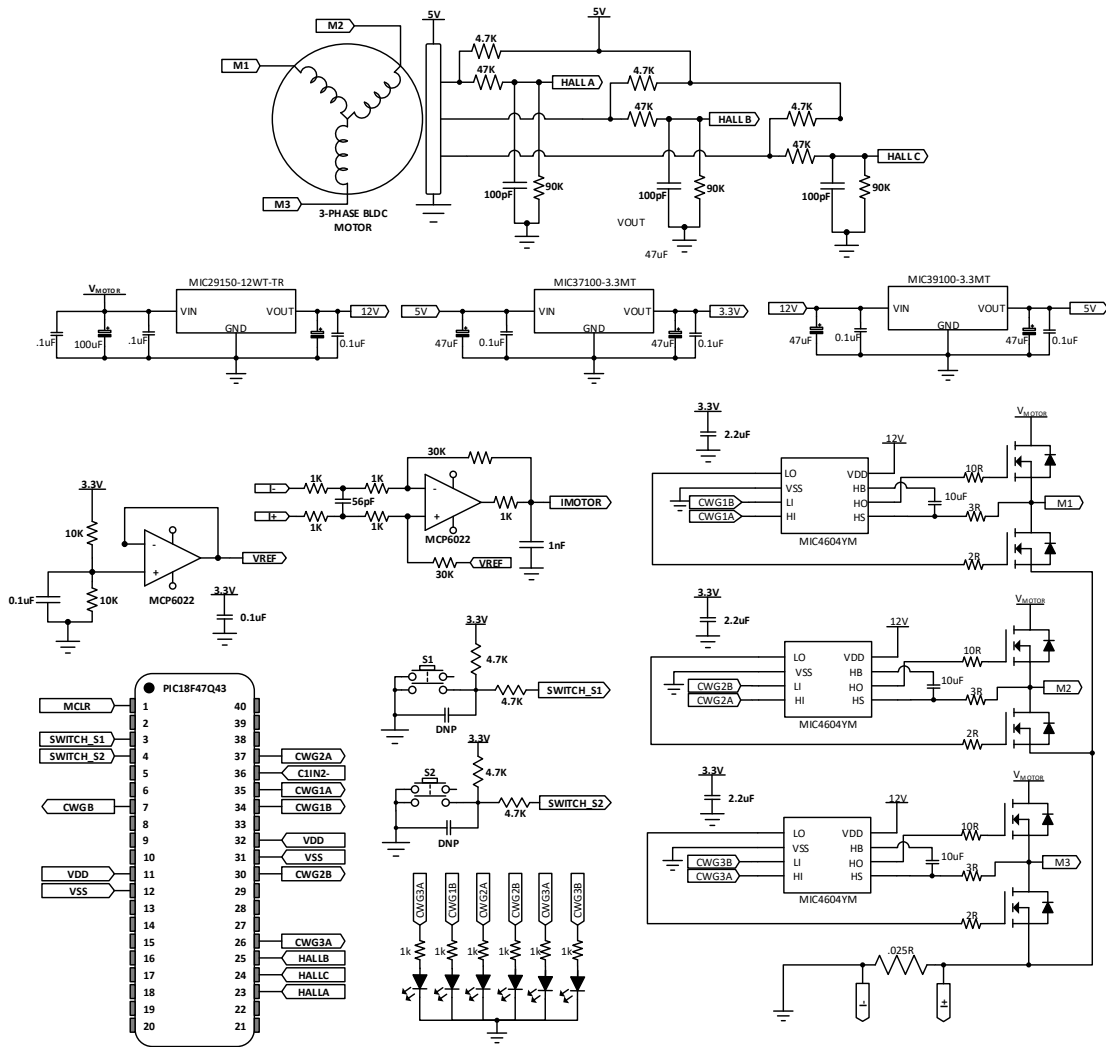 M2
5V
5V
4.7K
M1
47K
HALL A
4.7K
47K
HALL B
4.7K
47K
HALL C
100pF
90K
100pF
90K
100pF
90K
M3
3-PHASE BLDC
MOTOR
VOUT
47uF
VMOTOR
MIC29150-12WT-TR
VIN
VOUT
GND
12V
.1uF
100uF
.1uF
0.1uF
MIC37100-3.3MT
5V
VIN
VOUT
GND
3.3V
47uF
0.1uF
47uF
0.1uF
MIC39100-3.3MT
12V
VIN
VOUT
GND
5V
47uF
0.1uF
47uF
0.1uF
3.3V
10K
-
+
MCP6022
VREF
0.1uF
10K
3.3V
0.1uF
30K
I-
1K
1K
56pF
I+
1K
1K
-
+
MCP6022
1K
IMOTOR
1nF
30K
VREF
3.3V
2.2uF
12V
VMOTOR
LO
VSS
LI
HI
VDD
HB
HO
HS
CWG1B
CWG1A
MIC4604YM
10R
10uF
3R
2R
M1
3.3V
2.2uF
12V
VMOTOR
LO
VSS
LI
HI
VDD
HB
HO
HS
CWG2B
CWG2A
MIC4604YM
10R
10uF
3R
2R
M2
3.3V
2.2uF
12V
VMOTOR
LO
VSS
LI
HI
VDD
HB
HO
HS
CWG3B
CWG3A
MIC4604YM
10R
10uF
3R
2R
M3
.025R
I-
I+
3.3V
S1
4.7K
4.7K
SWITCH_S1
DNP
3.3V
S2
4.7K
4.7K
SWITCH_S2
DNP
CWG3A
CWG1B
CWG2A
CWG2B
CWG3A
CWG3B
1k
1k
1k
1k
1k
1k
PIC18F47Q43
MCLR 1 40
2 39
SWITCH_S1 3 38
SWITCH_S2 4 37 CWG2A
5 36 C1IN2-
6 35 CWG1A
CWGB 7 34 CWG1B
8 33
9 32 VDD
10 31 VSS
VDD 11 30 CWG2B
VSS 12 29
13 28
14 27
15 26 CWG3A
16 25 HALLB
17 24 HALLC
18 23 HALLA
19 22
20 21